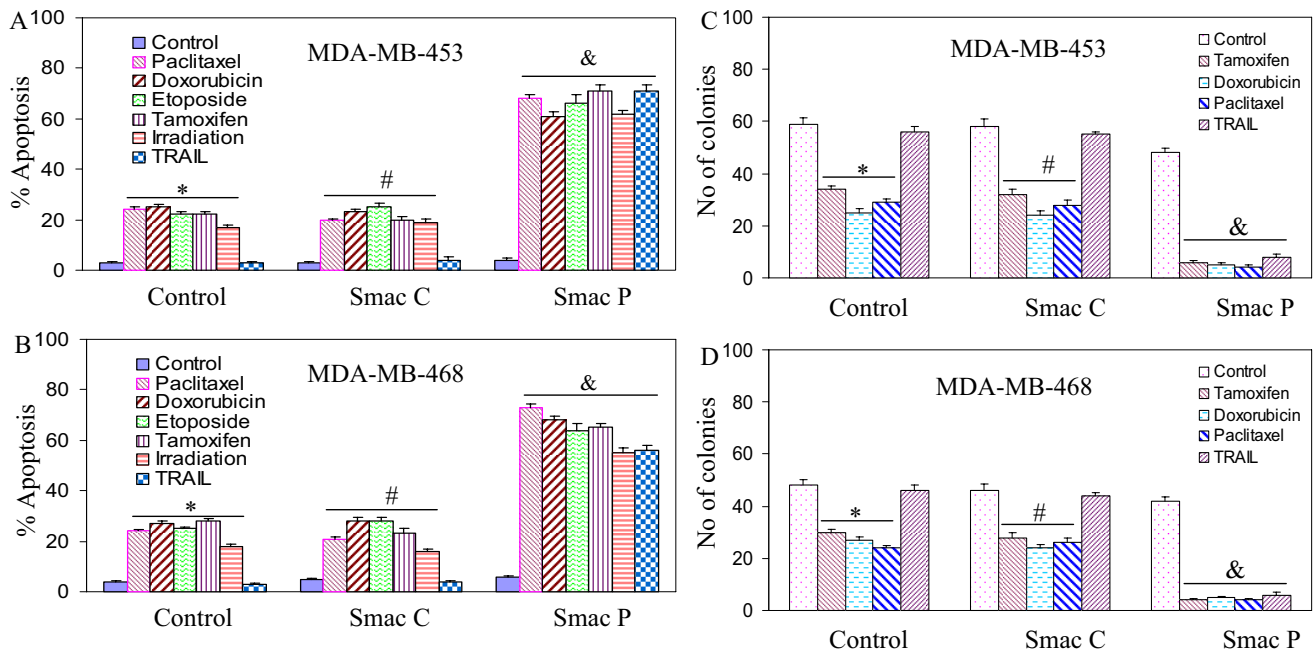 A
100
80
60
40
20
0
% Apoptosis
MDA-MB-453
Control
Paclitaxel
Doxorubicin
Etoposide
Tamoxifen
Irradiation
TRAIL
*
#
&
Control Smac C Smac P
B
100
80
60
40
20
0
% Apoptosis
MDA-MB-468
Control
Paclitaxel
Doxorubicin
Etoposide
Tamoxifen
Irradiation
TRAIL
*
#
&
Control Smac C Smac P
C
100
80
60
40
20
0
No of colonies
MDA-MB-453
Control
Tamoxifen
Doxorubicin
Paclitaxel
TRAIL
*
#
&
Control Smac C Smac P
D
100
80
60
40
20
0
No of colonies
MDA-MB-468
Control
Tamoxifen
Doxorubicin
Paclitaxel
TRAIL
*
#
&
Control Smac C Smac P